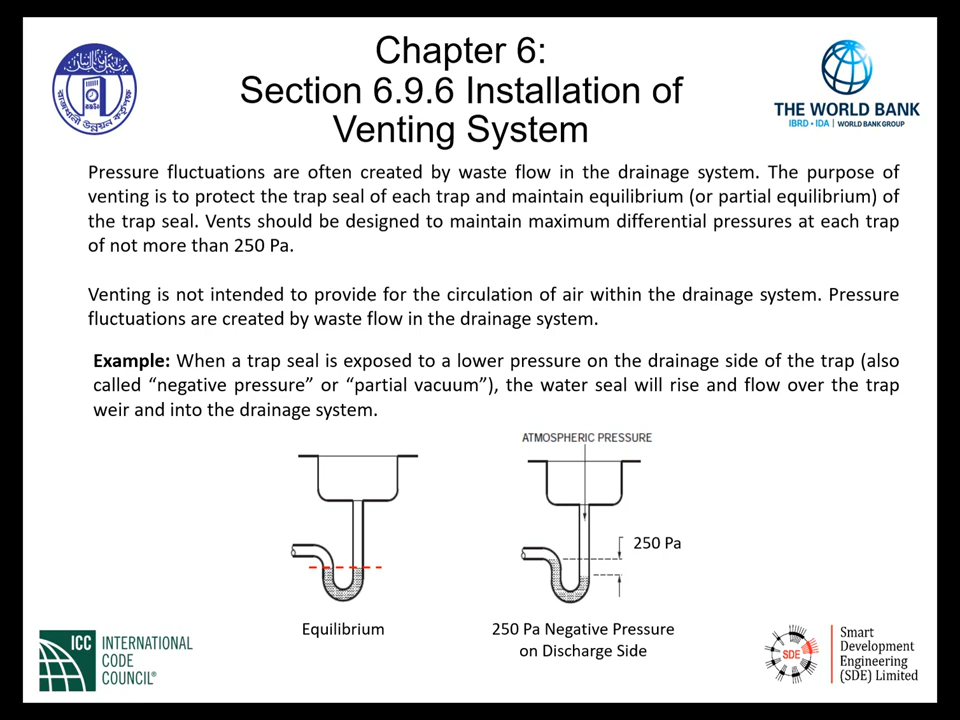 Chapter 6:
Section 6.9.6 Installation of
Venting System
THE WORLD BANK
IBRD • IDA | WORLD BANK GROUP
Pressure fluctuations are often created by waste flow in the drainage system. The purpose of
venting is to protect the trap seal of each trap and maintain equilibrium (or partial equilibrium) of
the trap seal. Vents should be designed to maintain maximum differential pressures at each trap
of not more than 250 Pa.
Venting is not intended to provide for the circulation of air within the drainage system. Pressure
fluctuations are created by waste flow in the drainage system.
Example: When a trap seal is exposed to a lower pressure on the drainage side of the trap (also
called “negative pressure” or “partial vacuum”), the water seal will rise and flow over the trap
weir and into the drainage system.
ATMOSPHERIC PRESSURE
250 Pa
Equilibrium
250 Pa Negative Pressure
on Discharge Side
ICC
INTERNATIONAL
CODE
COUNCIL®
SDE
Smart
Development
Engineering
(SDE) Limited